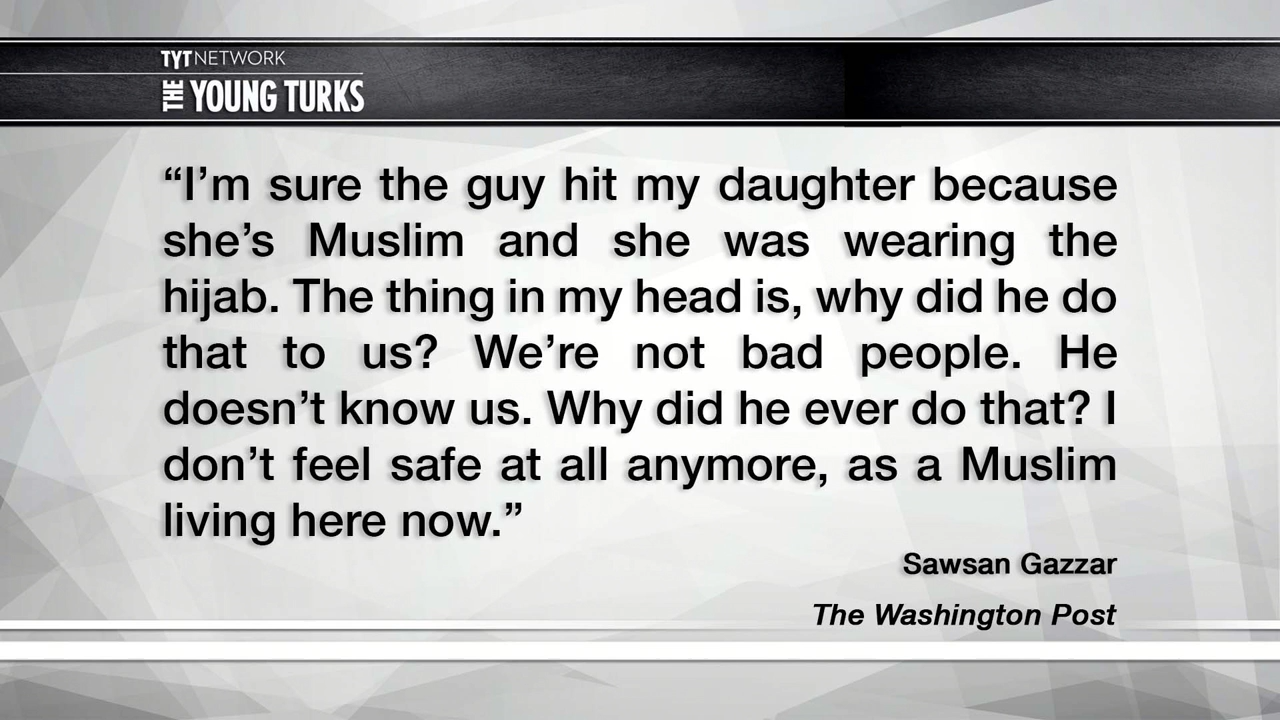 TYT NETWORK
THE YOUNG TURKS
“I’m sure the guy hit my daughter because
she’s Muslim and she was wearing the
hijab. The thing in my head is, why did he do
that to us? We’re not bad people. He
doesn’t know us. Why did he ever do that? I
don’t feel safe at all anymore, as a Muslim
living here now.”
Sawsan Gazzar
The Washington Post